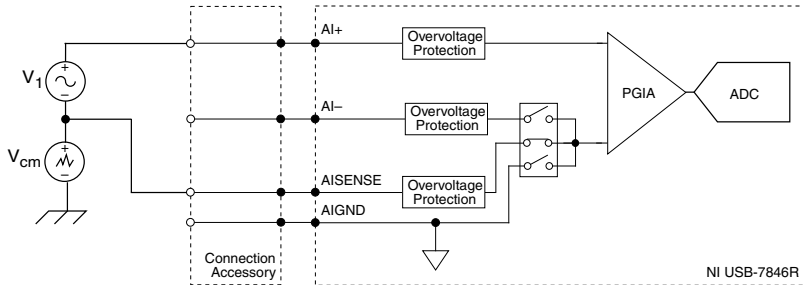 AI+
Overvoltage
Protection
+
V1
–
PGIA
ADC
AI–
Overvoltage
Protection
+
Vcm
–
AISENSE
Overvoltage
Protection
AIGND
Connection
Accessory
NI USB-7846R